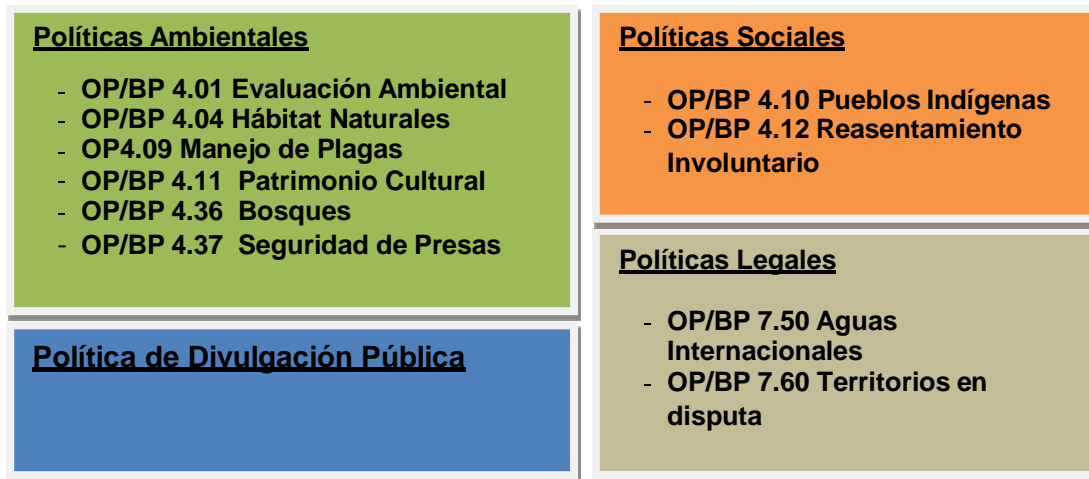 Políticas Ambientales
- OP/BP 4.01 Evaluación Ambiental
- OP/BP 4.04 Hábitat Naturales
- OP4.09 Manejo de Plagas
- OP/BP 4.11 Patrimonio Cultural
- OP/BP 4.36 Bosques
- OP/BP 4.37 Seguridad de Presas
Política de Divulgación Pública
Políticas Sociales
- OP/BP 4.10 Pueblos Indígenas
- OP/BP 4.12 Reasentamiento
Involuntario
Políticas Legales
- OP/BP 7.50 Aguas
Internacionales
- OP/BP 7.60 Territorios en
disputa